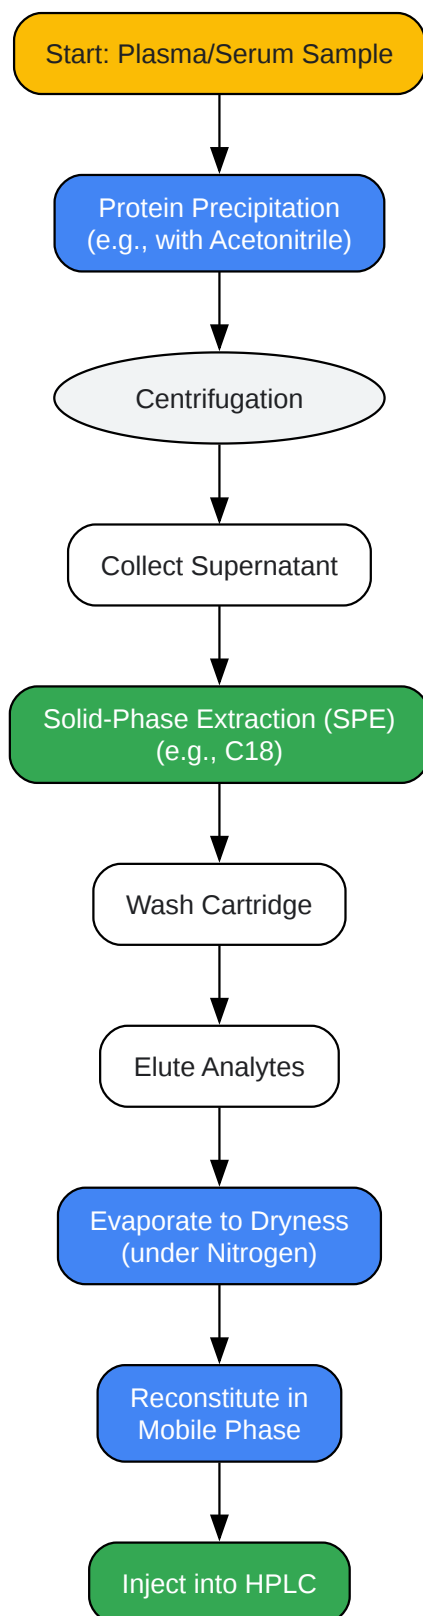 Start: Plasma/Serum Sample
Protein Precipitation
(e.g., with Acetonitrile)
Centrifugation
Collect Supernatant
Solid-Phase Extraction (SPE)
(e.g., C18)
Wash Cartridge
Elute Analytes
Evaporate to Dryness
(under Nitrogen)
Reconstitute in
Mobile Phase
Inject into HPLC